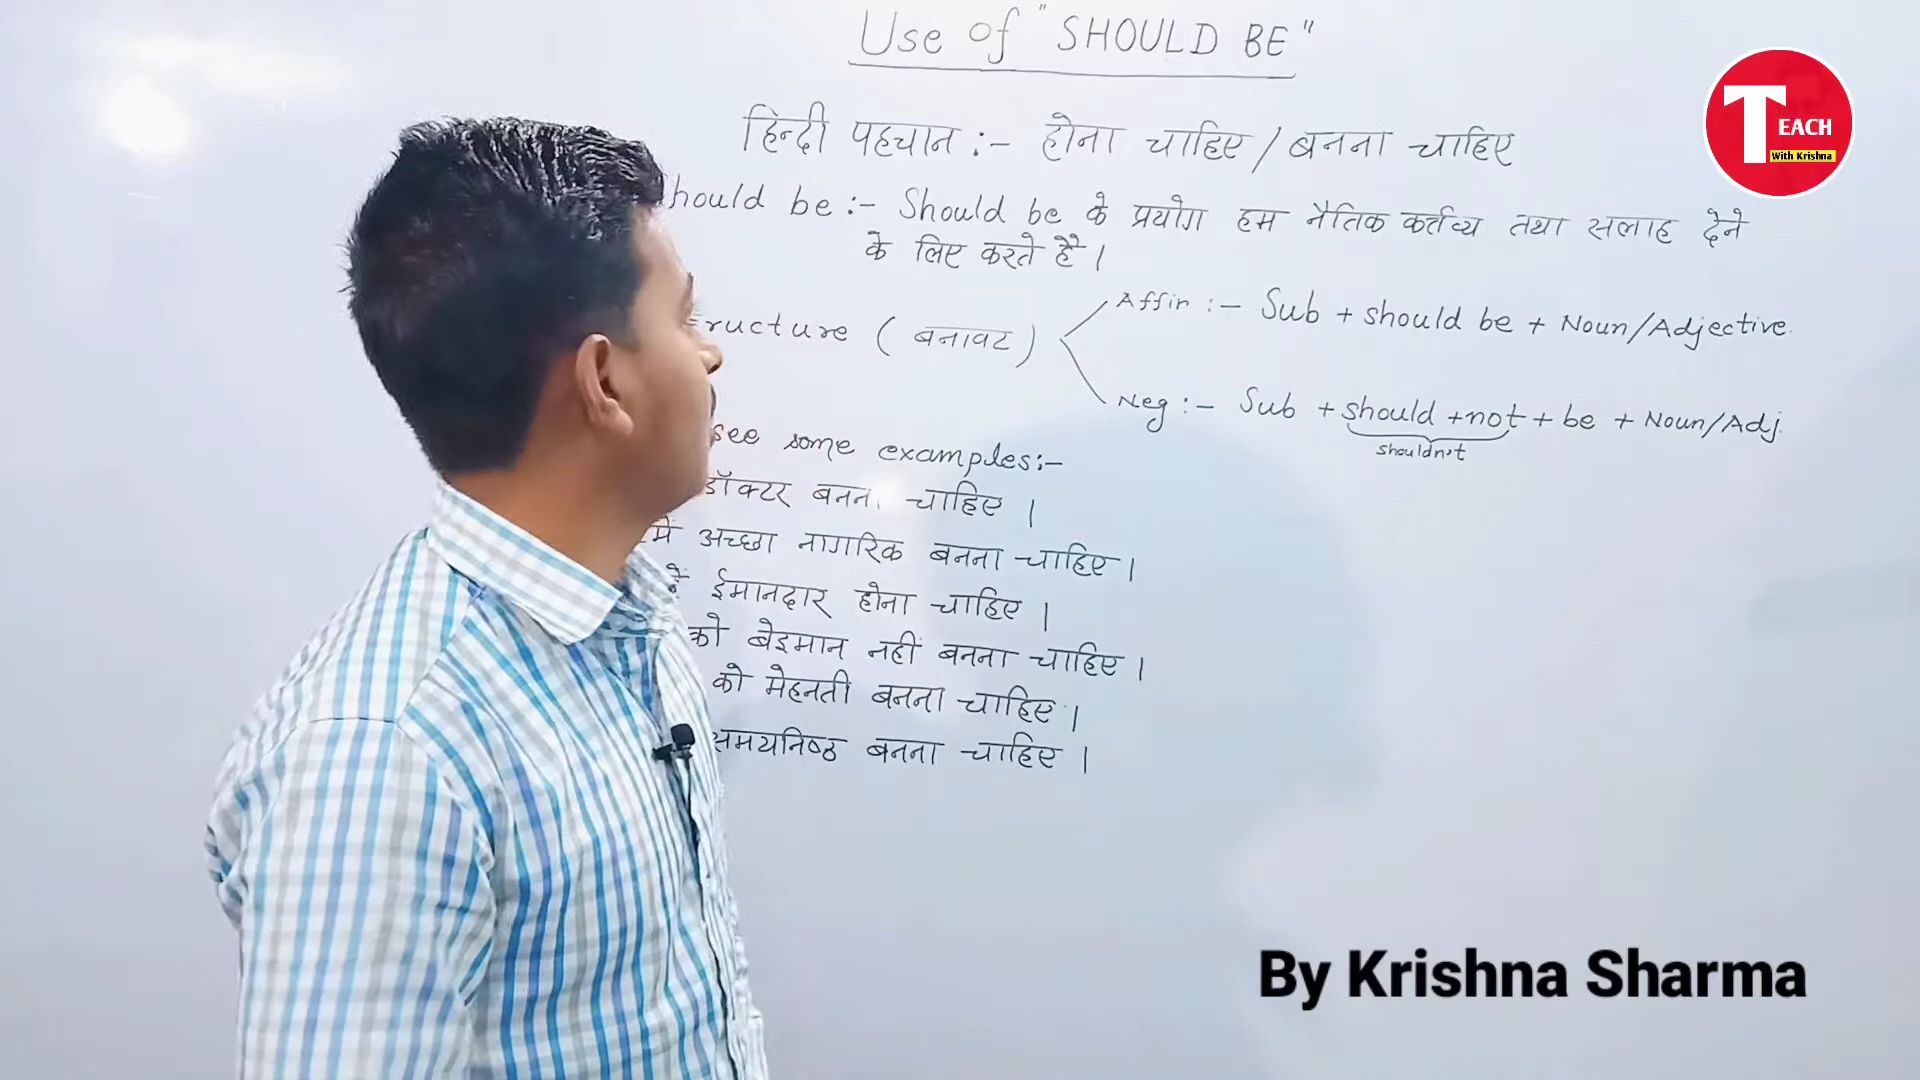 Use of "SHOULD BE"
TEACH
With Krishna
हिन्दी पहचान :- होना चाहिए / बनना चाहिए
hould be :- Should be के प्रयोग हम नैतिक कर्त्तव्य तथा सलाह देने
के लिए करते है।
ructure ( बनावट )
Affir :- Sub + should be + Noun/Adjective.
Neg :- Sub + should + not + be + Noun/Adj.
shouldn't
see some examples:-
डॉक्टर बनना चाहिए।
में अच्छा नागरिक बनना चाहिए।
ईमानदार होना चाहिए।
को बेइमान नहीं बनना चाहिए।
को मेहनती बनना चाहिए।
समयनिष्ठ बनना चाहिए।
By Krishna Sharma